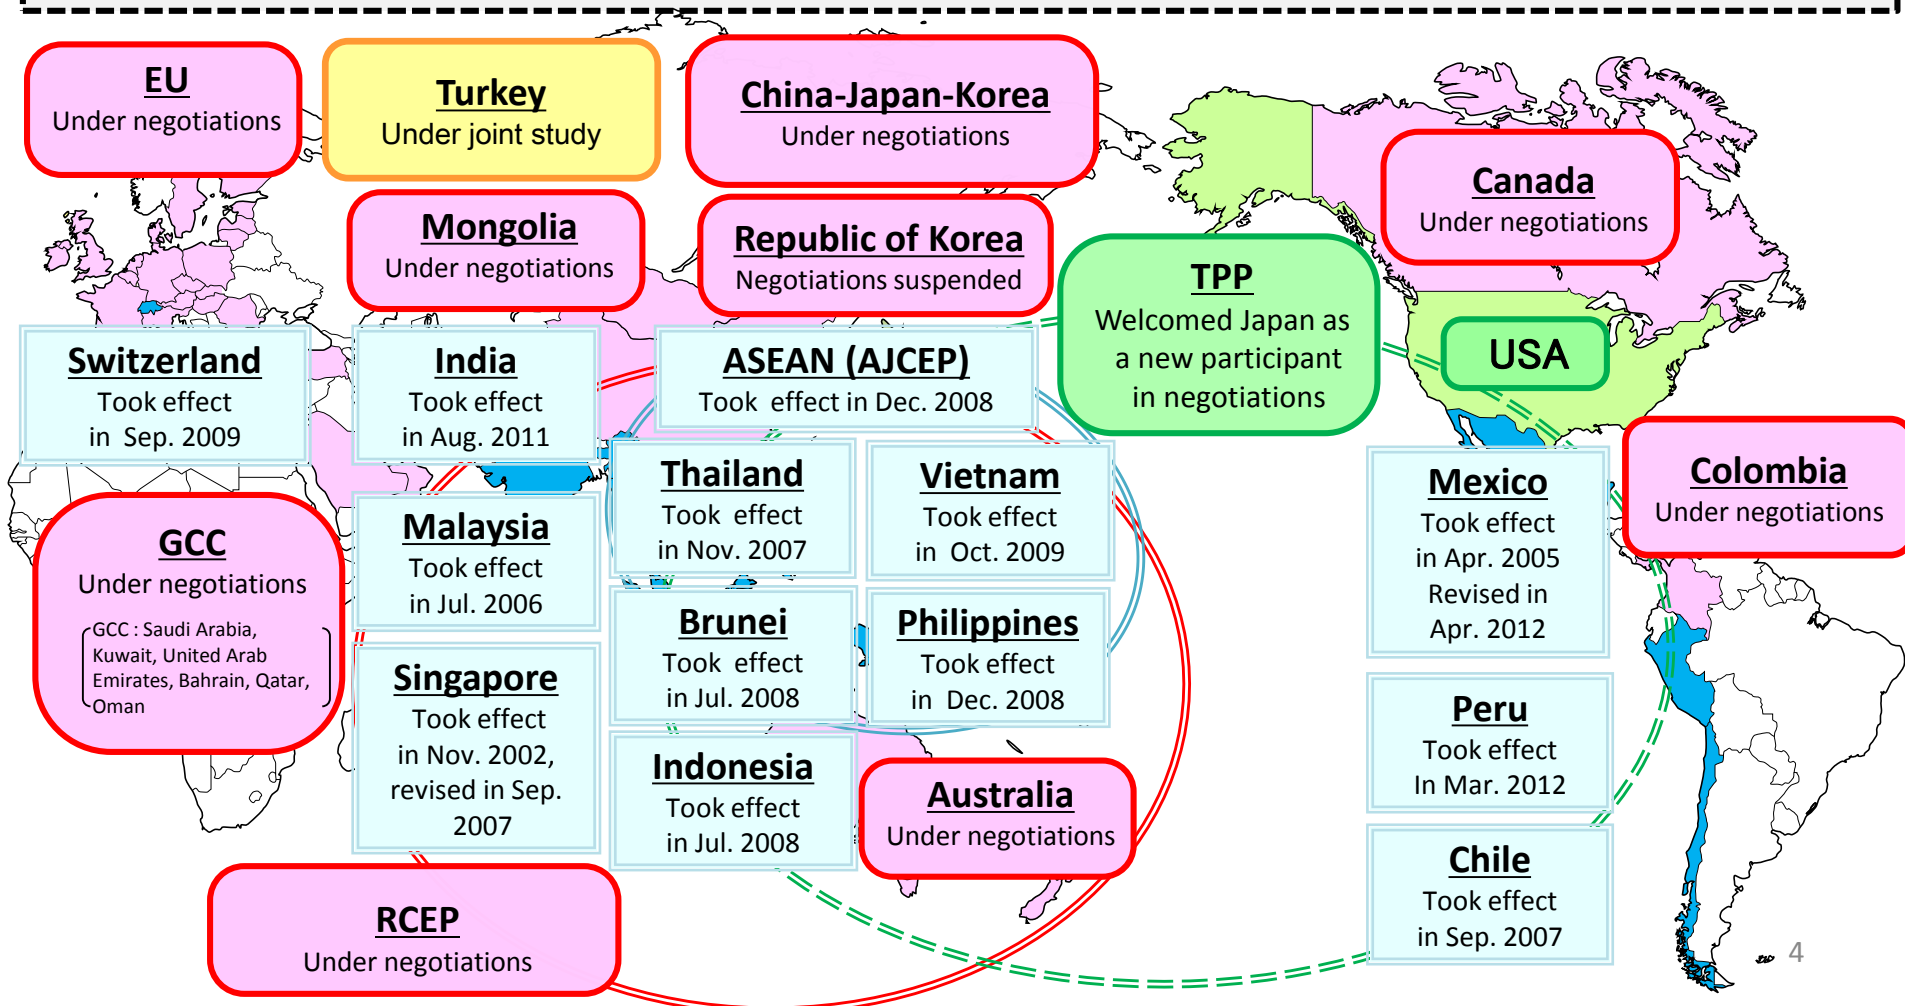 EU
Under negotiations
Turkey
Under joint study
China-Japan-Korea
Under negotiations
Canada
Under negotiations
Mongolia
Under negotiations
Republic of Korea
Negotiations suspended
TPP
Welcomed Japan as
a new participant
in negotiations
USA
Switzerland
Took effect
in Sep. 2009
India
Took effect
in Aug. 2011
ASEAN (AJCEP)
Took effect in Dec. 2008
Thailand
Took effect
in Nov. 2007
Vietnam
Took effect
in Oct. 2009
Mexico
Took effect
in Apr. 2005
Revised in
Apr. 2012
Colombia
Under negotiations
GCC
Under negotiations
GCC : Saudi Arabia,
Kuwait, United Arab
Emirates, Bahrain, Qatar,
Oman
Malaysia
Took effect
in Jul. 2006
Brunei
Took effect
in Jul. 2008
Philippines
Took effect
in Dec. 2008
Singapore
Took effect
in Nov. 2002,
revised in Sep.
2007
Peru
Took effect
In Mar. 2012
Indonesia
Took effect
in Jul. 2008
Australia
Under negotiations
Chile
Took effect
in Sep. 2007
RCEP
Under negotiations
4